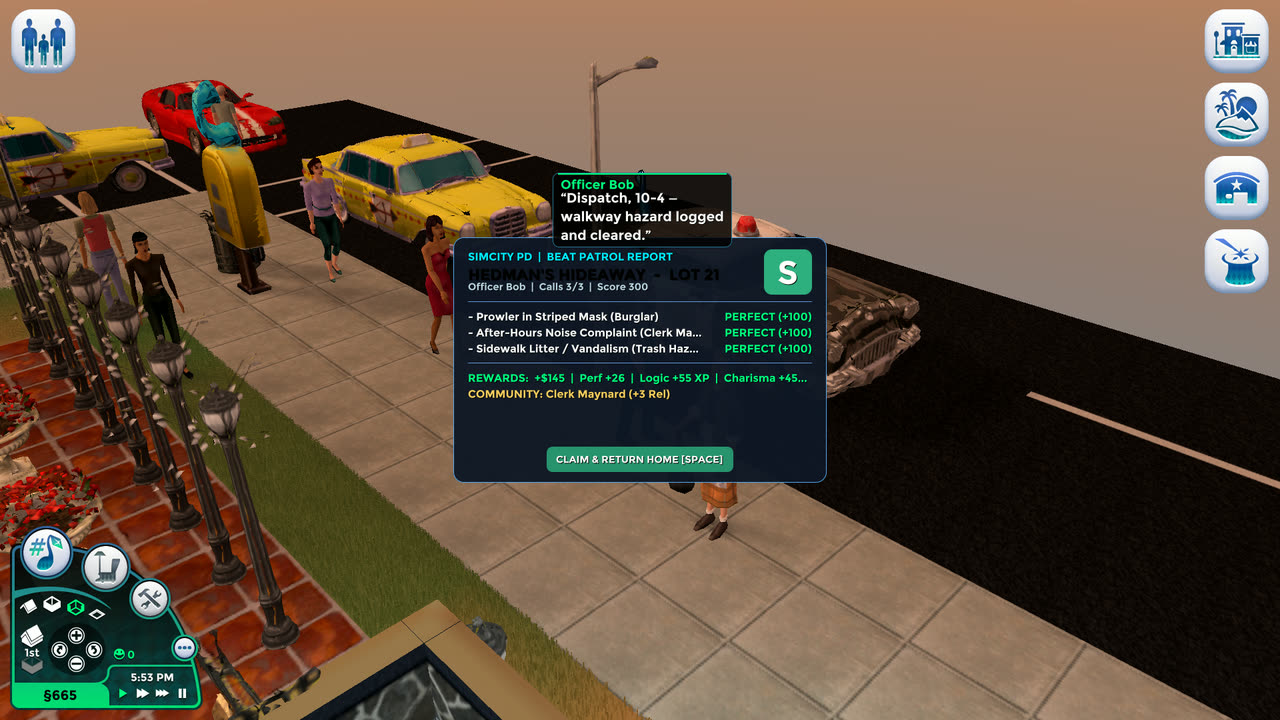 Officer Bob
“Dispatch, 10-4 –
walkway hazard logged
and cleared.”
SIMCITY PD | BEAT PATROL REPORT
HEDMAN'S HIDEAWAY - LOT 21
Officer Bob | Calls 3/3 | Score 300
S
- Prowler in Striped Mask (Burglar) PERFECT (+100)
- After-Hours Noise Complaint (Clerk Ma... PERFECT (+100)
- Sidewalk Litter / Vandalism (Trash Haz... PERFECT (+100)
REWARDS: +$145 | Perf +26 | Logic +55 XP | Charisma +45...
COMMUNITY: Clerk Maynard (+3 Rel)
CLAIM & RETURN HOME [SPACE]
#
1st
0
5:53 PM
§665